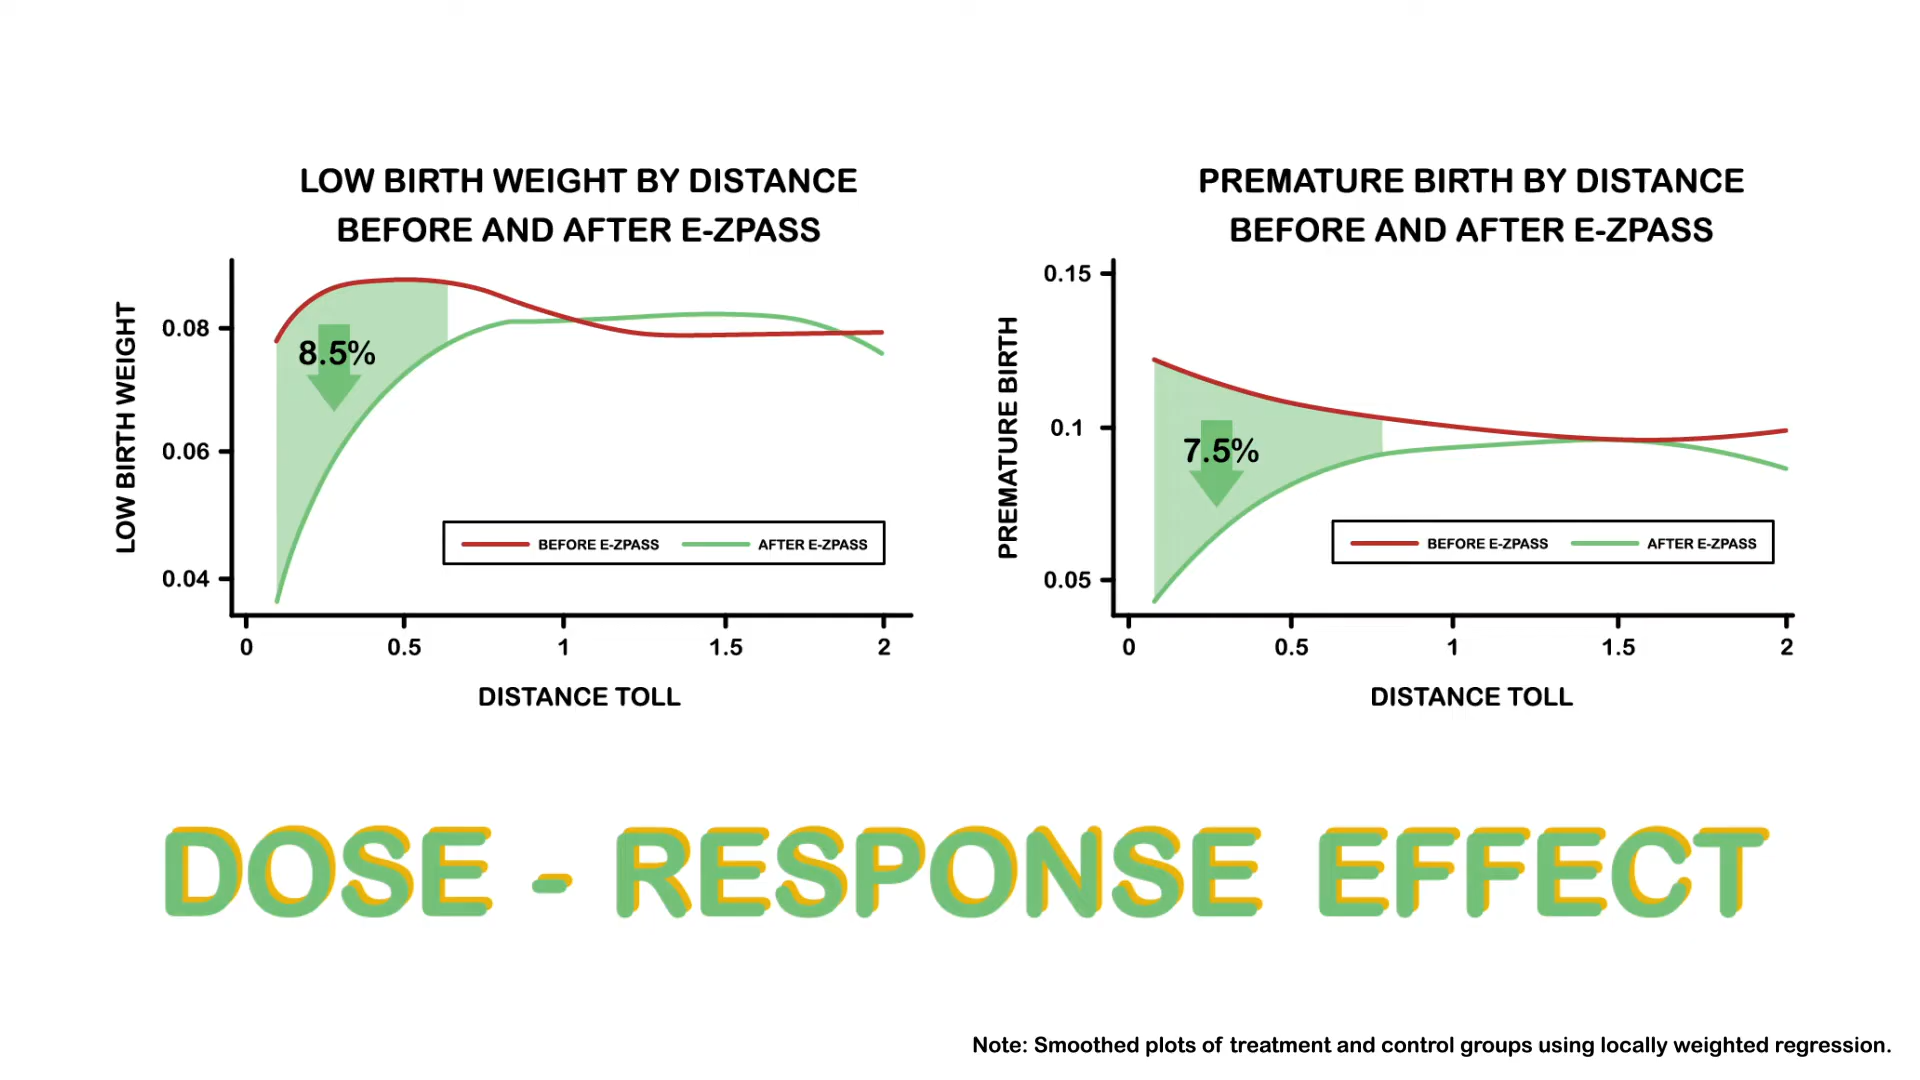 LOW BIRTH WEIGHT BY DISTANCE
BEFORE AND AFTER E-ZPASS
LOW BIRTH WEIGHT
0.08
0.06
0.04
8.5%
BEFORE E-ZPASS
AFTER E-ZPASS
0
0.5
1
1.5
2
DISTANCE TOLL
PREMATURE BIRTH BY DISTANCE
BEFORE AND AFTER E-ZPASS
PREMATURE BIRTH
0.15
0.1
0.05
7.5%
BEFORE E-ZPASS
AFTER E-ZPASS
0
0.5
1
1.5
2
DISTANCE TOLL
DOSE - RESPONSE EFFECT
Note: Smoothed plots of treatment and control groups using locally weighted regression.